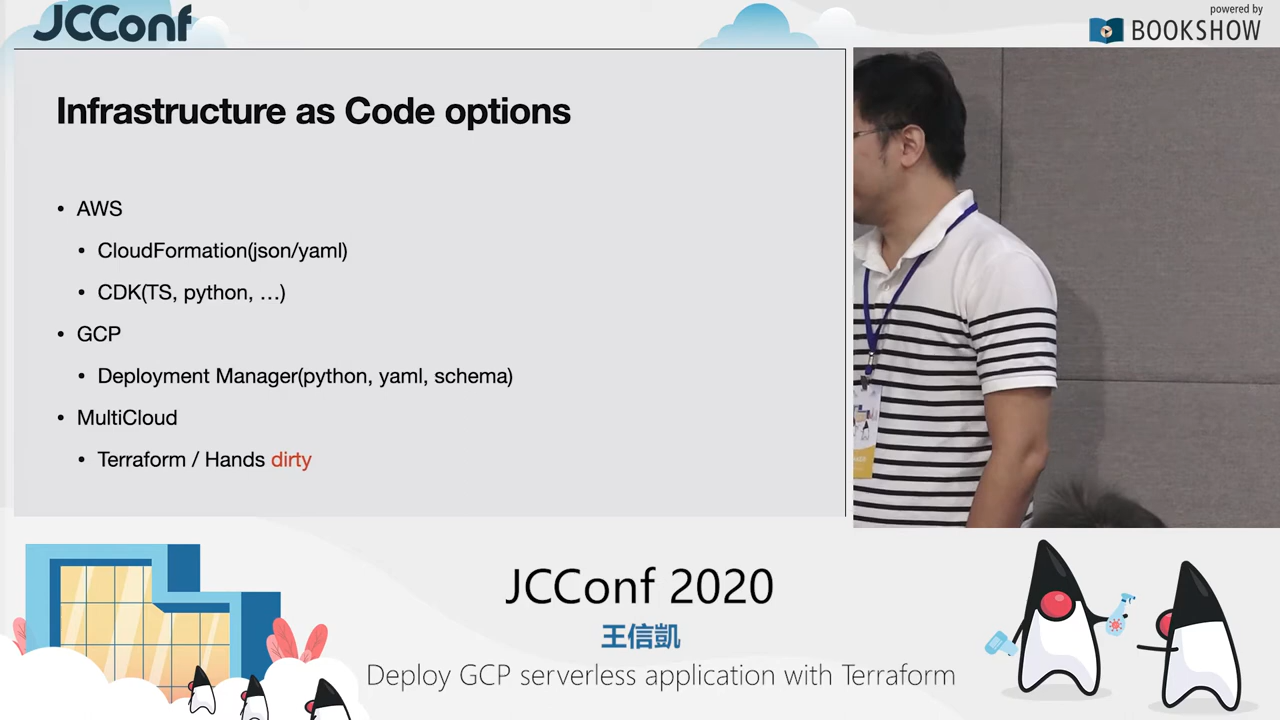 JCConf
powered by
BOOKSHOW
Infrastructure as Code options
• AWS
• CloudFormation(json/yaml)
• CDK(TS, python, …)
• GCP
• Deployment Manager(python, yaml, schema)
• MultiCloud
• Terraform / Hands dirty
JCConf 2020
王信凱
Deploy GCP serverless application with Terraform